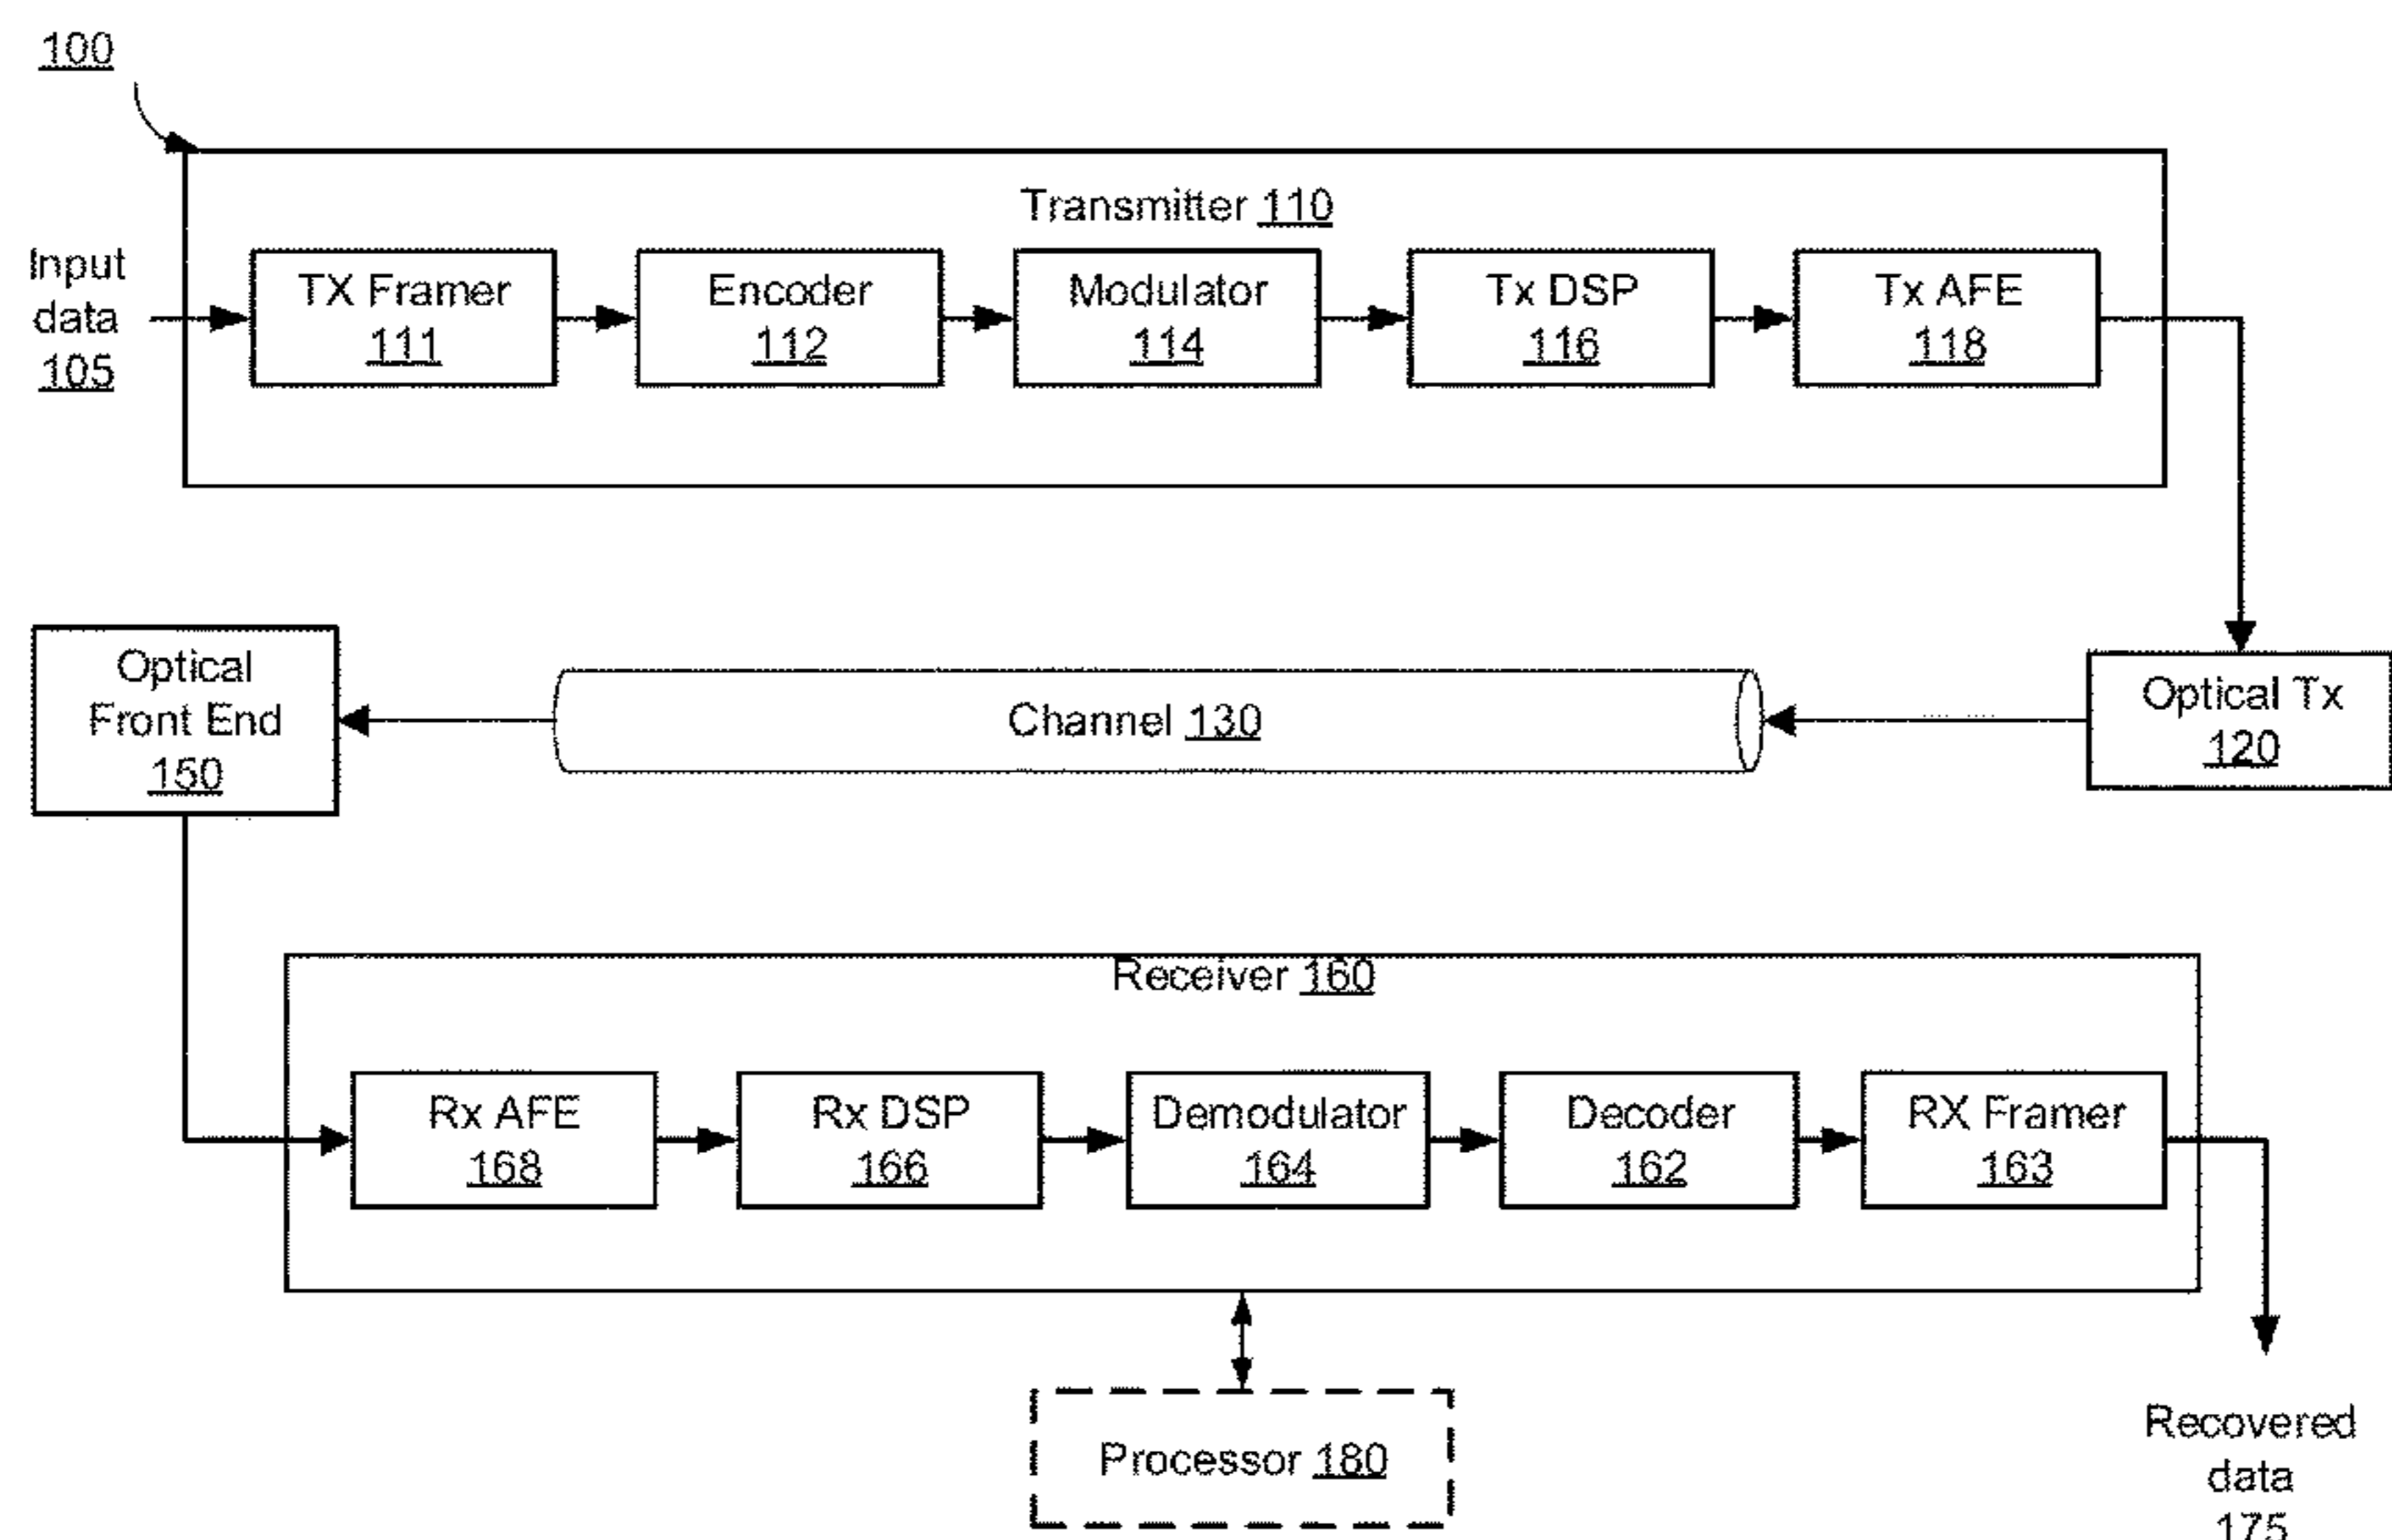 100
Transmitter 110
Input
data
105
TX Framer
111
Encoder
112
Modulator
114
Tx DSP
116
Tx AFE
118
Optical
Front End
150
Channel 130
Optical Tx
120
Receiver 160
Rx AFE
168
Rx DSP
166
Demodulator
164
Decoder
162
RX Framer
163
Processor 180
Recovered
data
175